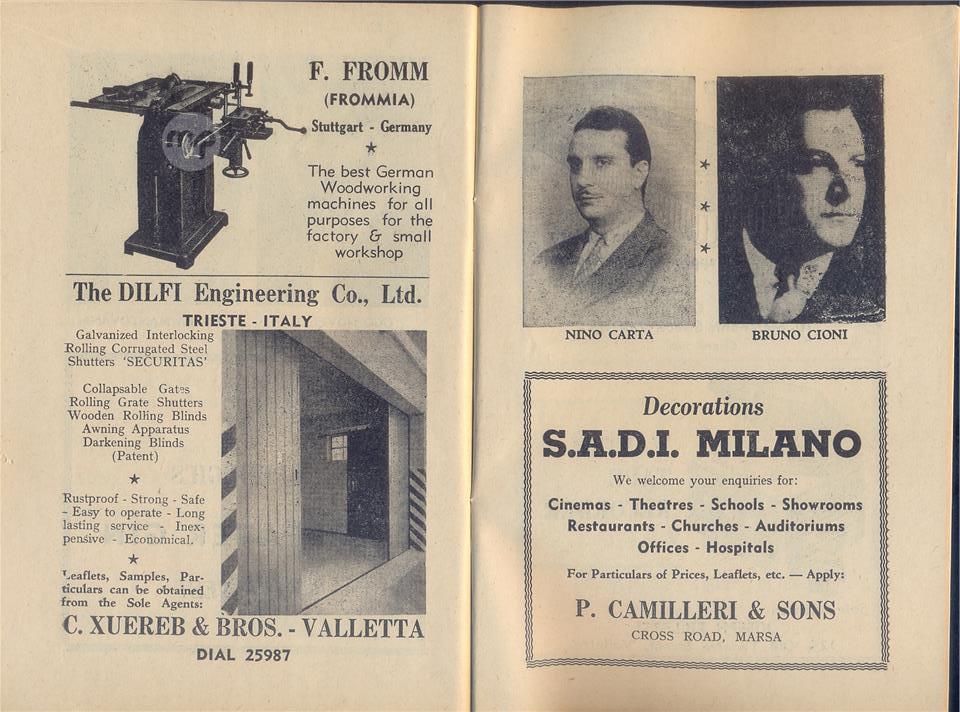 F. FROMM
(FROMMIA)
Stuttgart - Germany
★
The best German
Woodworking
machines for all
purposes for the
factory & small
workshop
The DILFI Engineering Co., Ltd.
TRIESTE - ITALY
Galvanized Interlocking
Rolling Corrugated Steel
Shutters 'SECURITAS'
Collapsable Gates
Rolling Grate Shutters
Wooden Rolling Blinds
Awning Apparatus
Darkening Blinds
(Patent)
★
Rustproof - Strong - Safe
- Easy to operate - Long
lasting service - Inex-
pensive - Economical.
★
Leaflets, Samples, Par-
ticulars can be obtained
from the Sole Agents:
C. XUEREB & BROS. - VALLETTA
DIAL 25987
NINO CARTA
BRUNO CIONI
Decorations
S.A.D.I. MILANO
We welcome your enquiries for:
Cinemas - Theatres - Schools - Showrooms
Restaurants - Churches - Auditoriums
Offices - Hospitals
For Particulars of Prices, Leaflets, etc. — Apply:
P. CAMILLERI & SONS
CROSS ROAD, MARSA